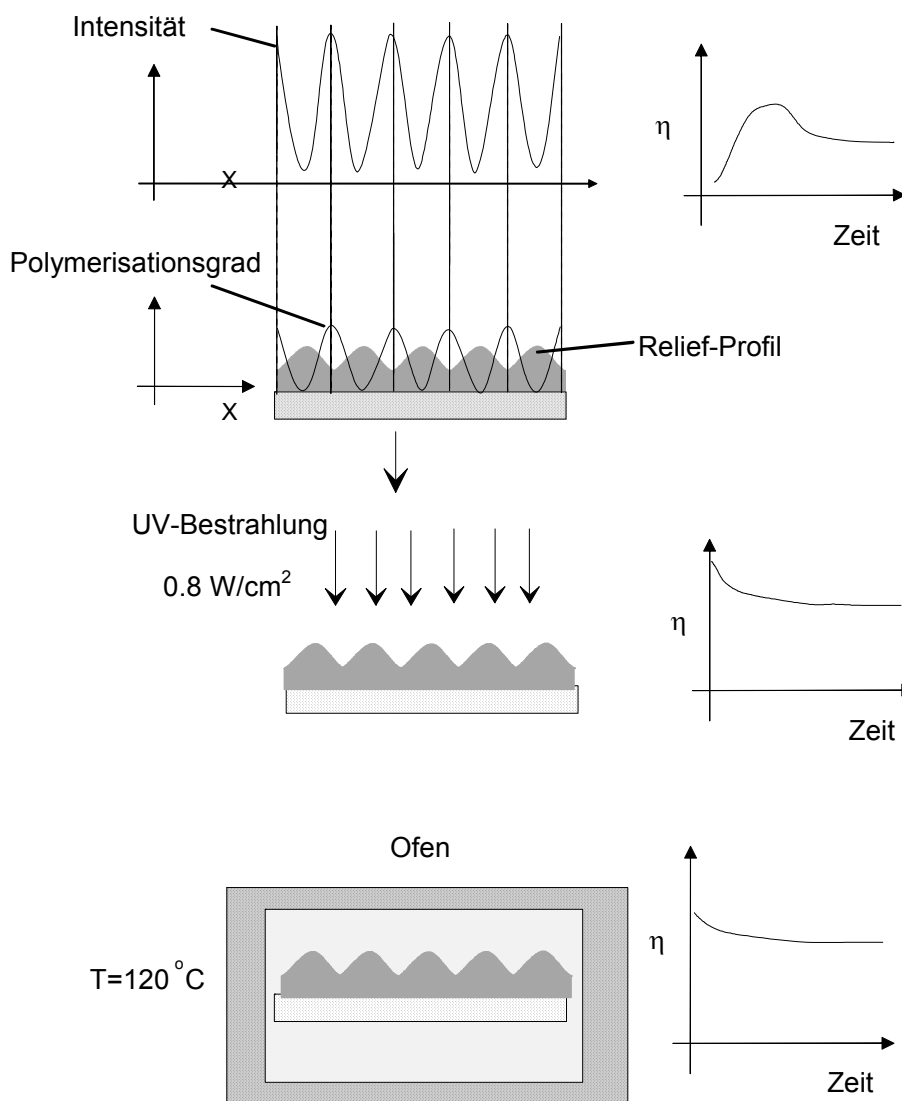 Intensität
η
X
Zeit
Polymerisationsgrad
Relief-Profil
X
UV-Bestrahlung
0.8 W/cm²
η
Zeit
Ofen
η
T=120 °C
Zeit